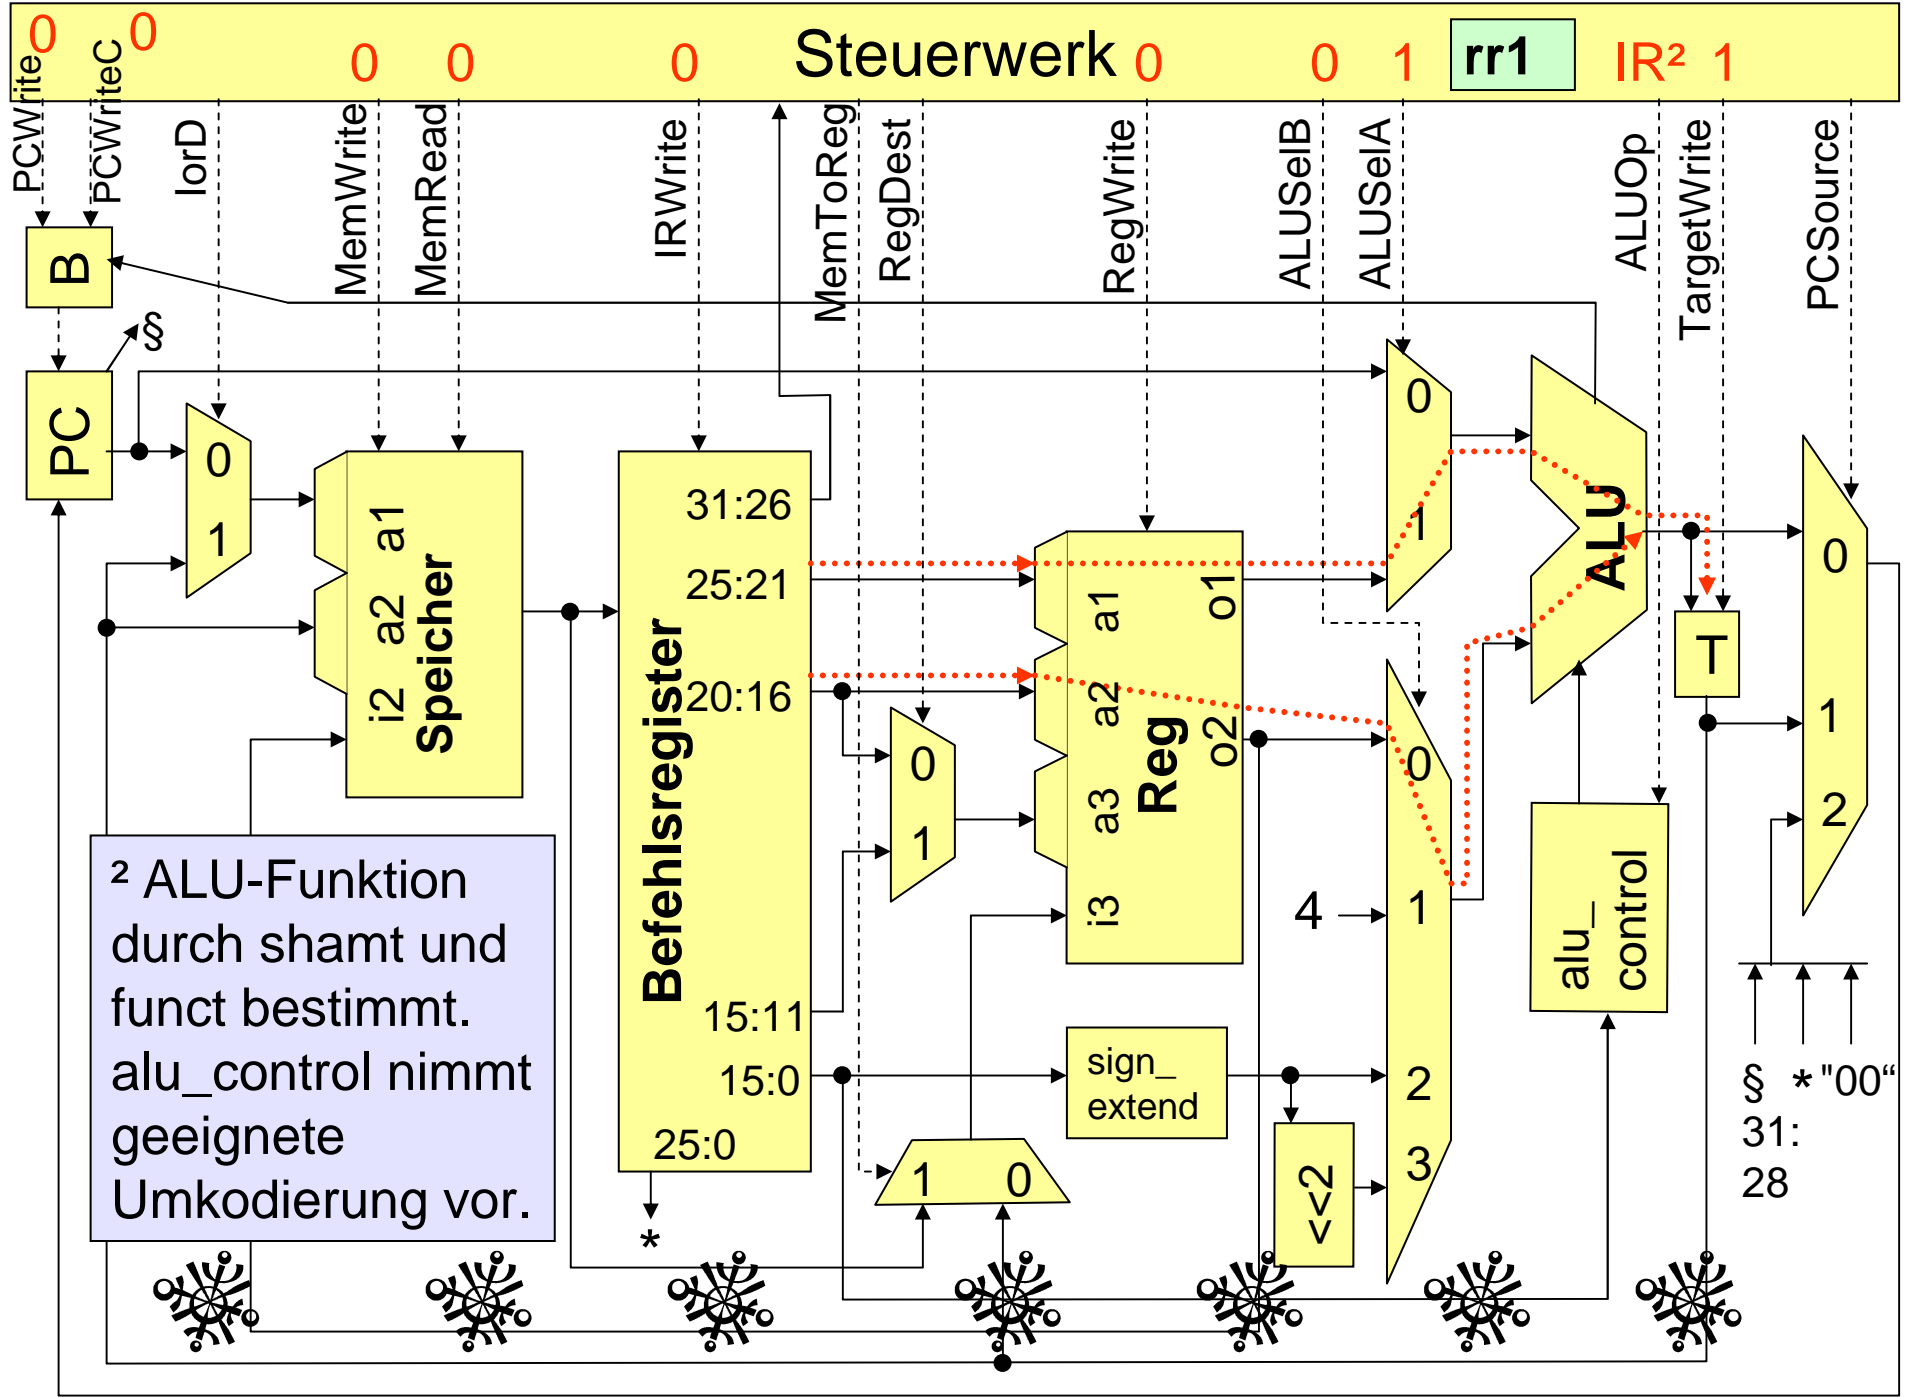 0 0 0 0 0 Steuerwerk 0 0 1 rr1 IR² 1
PCWrite
PCWriteC
IorD
MemWrite
MemRead
IRWrite
MemToReg
RegDest
RegWrite
ALUSelB
ALUSelA
ALUOp
TargetWrite
PCSource
B
§
PC
0
1
a1
a2
i2
Speicher
Befehlsregister
31:26
25:21
20:16
15:11
15:0
25:0
*
0
1
a1
a2
a3
i3
o1
o2
Reg
0
1
0
4
1
2
3
ALU
T
0
1
2
alu_
control
sign_
extend
<<2
1 0
§ * "00“
31:
28
² ALU-Funktion
durch shamt und
funct bestimmt.
alu_control nimmt
geeignete
Umkodierung vor.